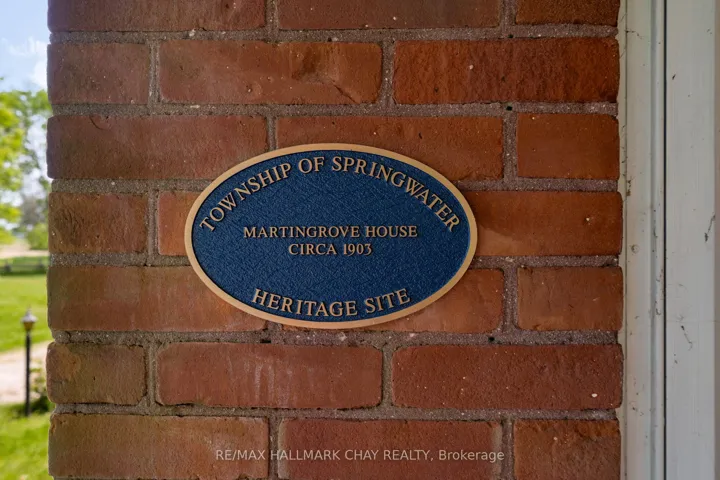 TOWNSHIP OF SPRINGWATER
MARTINGROVE HOUSE
CIRCA 1903
HERITAGE SITE
RE/MAX HALLMARK CHAY REALTY, Brokerage